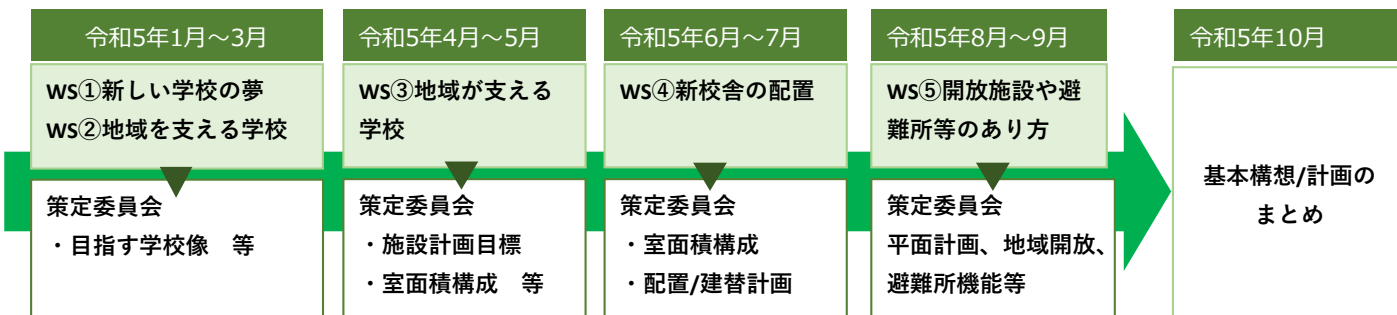 令和5年1月～3月
WS①新しい学校の夢
WS②地域を支える学校
策定委員会
・目指す学校像　等
令和5年4月～5月
WS③地域が支える
学校
策定委員会
・施設計画目標
・室面積構成　等
令和5年6月～7月
WS④新校舎の配置
策定委員会
・室面積構成
・配置/建替計画
令和5年8月～9月
WS⑤開放施設や避
難所等のあり方
策定委員会
平面計画、地域開放、
避難所機能等
令和5年10月
基本構想/計画の
まとめ